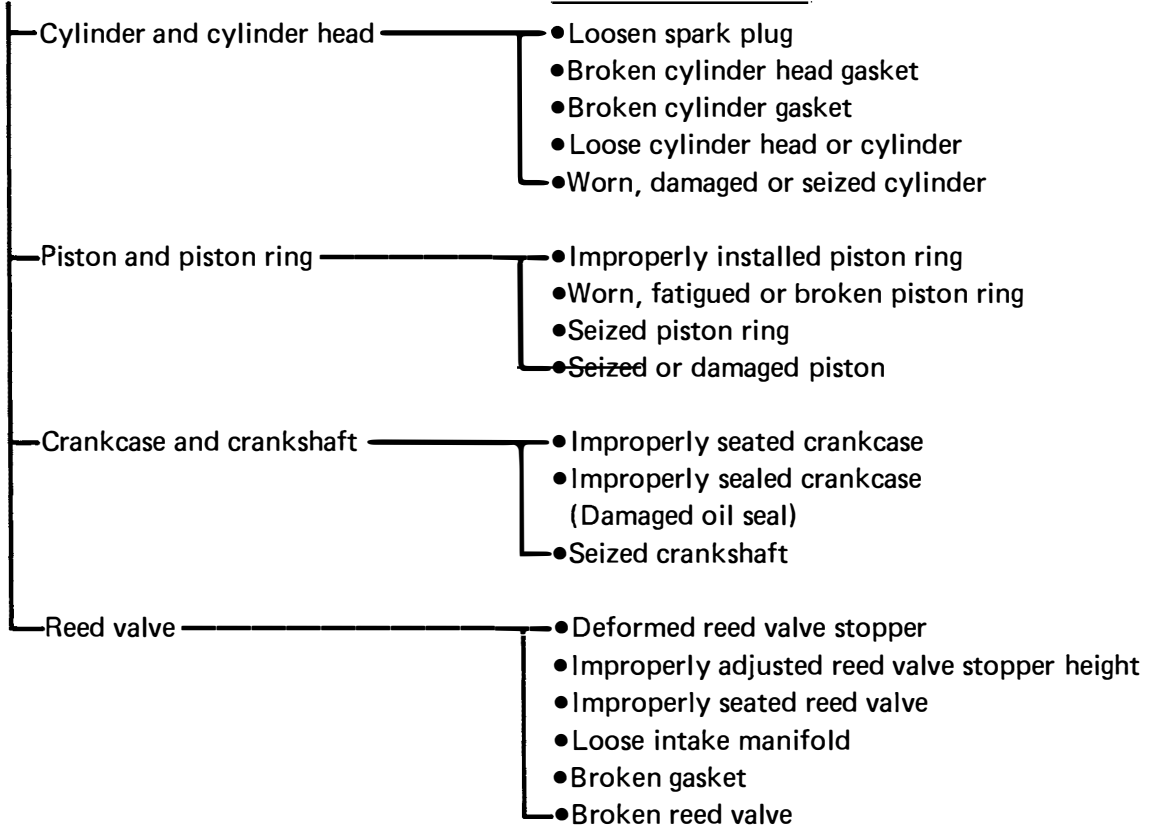 Cylinder and cylinder head
●Loosen spark plug
●Broken cylinder head gasket
●Broken cylinder gasket
●Loose cylinder head or cylinder
●Worn, damaged or seized cylinder
Piston and piston ring
●Improperly installed piston ring
●Worn, fatigued or broken piston ring
●Seized piston ring
●Seized or damaged piston
Crankcase and crankshaft
●Improperly seated crankcase
●Improperly sealed crankcase
(Damaged oil seal)
●Seized crankshaft
Reed valve
●Deformed reed valve stopper
●Improperly adjusted reed valve stopper height
●Improperly seated reed valve
●Loose intake manifold
●Broken gasket
●Broken reed valve